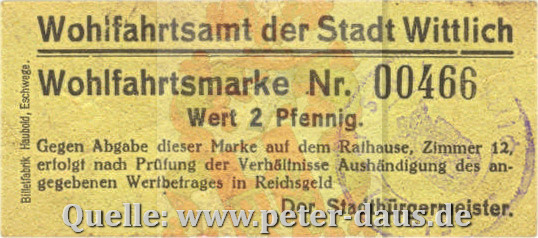 Wohlfahrtsamt der Stadt Wittlich
Wohlfahrtsmarke Nr. 00466
Wert 2 Pfennig.
Gegen Abgabe dieser Marke auf dem Rathause, Zimmer 12,
erfolgt nach Prüfung der Verhältnisse Aushändigung des an-
gegebenen Wertbetrages in Reichsgeld
Der Stadtbürgermeister.
Billetfabrik Haubold, Eschwege.
Quelle: www.peter-daus.de